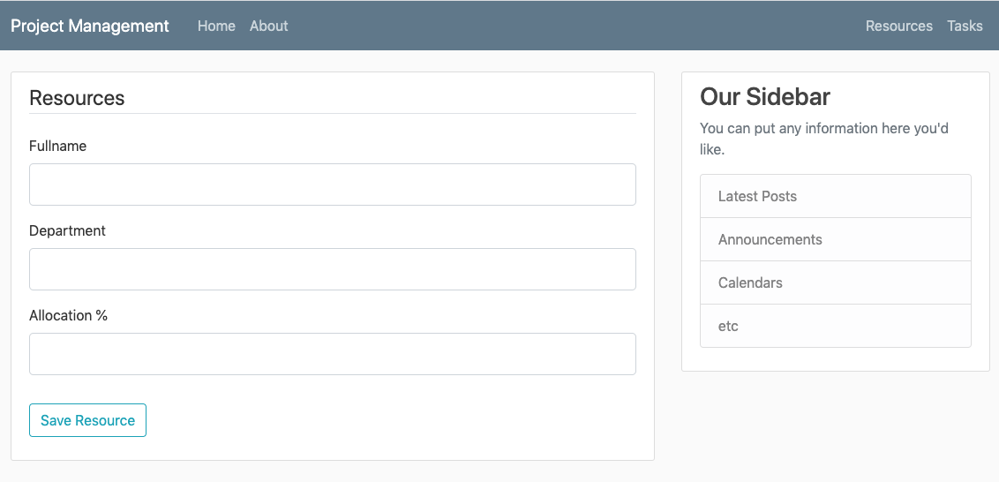 Project Management Home About Resources Tasks
Resources
Fullname
Department
Allocation %
Save Resource
Our Sidebar
You can put any information here you'd
like.
Latest Posts
Announcements
Calendars
etc